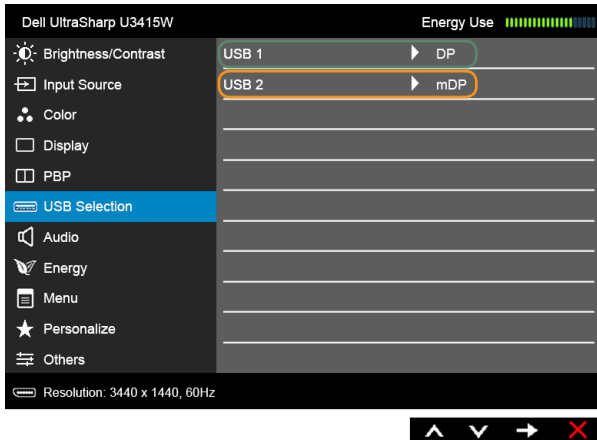 Dell UltraSharp U3415W Energy Use
Brightness/Contrast USB 1 DP
Input Source USB 2 mDP
Color
Display
PBP
USB Selection
Audio
Energy
Menu
Personalize
Others
Resolution: 3440 x 1440, 60Hz